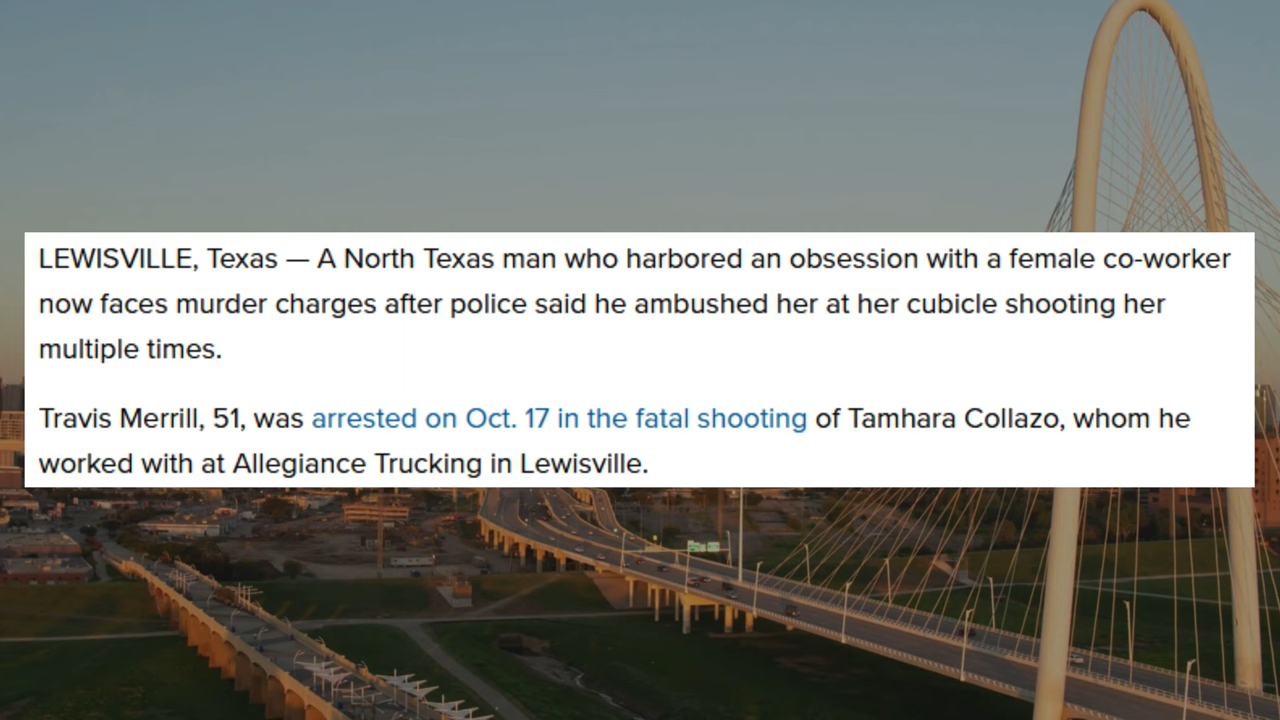 LEWISVILLE, Texas — A North Texas man who harbored an obsession with a female co-worker
now faces murder charges after police said he ambushed her at her cubicle shooting her
multiple times.
Travis Merrill, 51, was arrested on Oct. 17 in the fatal shooting of Tamhara Collazo, whom he
worked with at Allegiance Trucking in Lewisville.